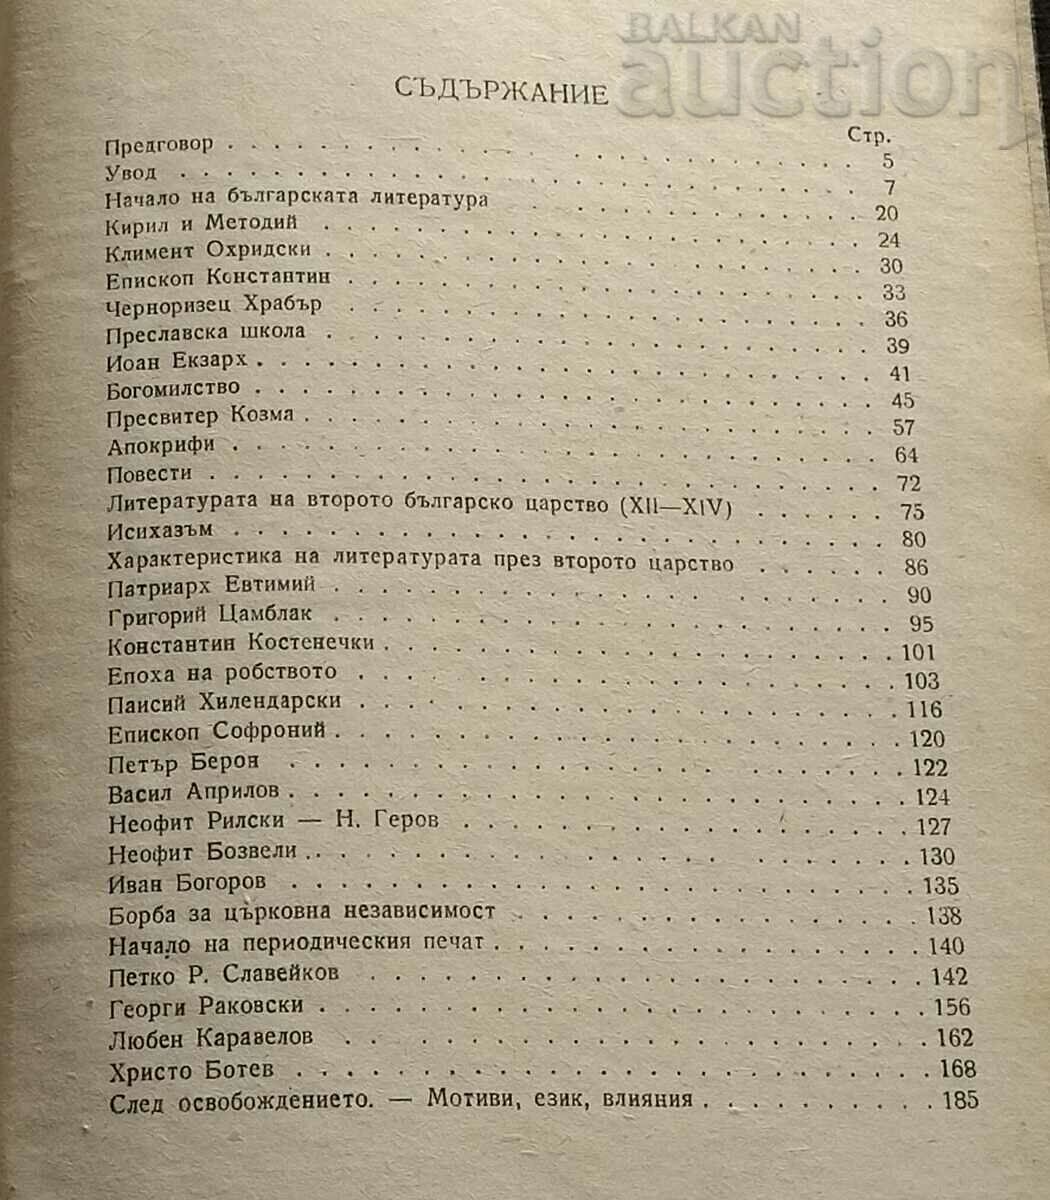 BALKAN
auction
СЪДЪРЖАНИЕ
Стр.
Предговор . . . . . . . . . . 5
Увод . . . . . . . . . . 7
Начало на българската литература . . . . . . . . . . 20
Кирил и Методий . . . . . . . . . . 24
Климент Охридски . . . . . . . . . . 30
Епископ Константин . . . . . . . . . . 33
Черноризец Храбър . . . . . . . . . . 36
Преславска школа . . . . . . . . . . 39
Иоан Екзарх . . . . . . . . . . 41
Богомилство . . . . . . . . . . 45
Пресвитер Козма . . . . . . . . . . 57
Апокрифи . . . . . . . . . . 64
Повести . . . . . . . . . . 72
Литературата на второто българско царство (XII—XIV) . . . . . 75
Исихазъм . . . . . . . . . . 80
Характеристика на литературата през второто царство . . . . . 86
Патриарх Евтимий . . . . . . . . . . 90
Григорий Цамблак . . . . . . . . . . 95
Константин Костенечки . . . . . . . . . . 101
Епоха на робството . . . . . . . . . . 103
Паисий Хилендарски . . . . . . . . . . 116
Епископ Софроний . . . . . . . . . . 120
Петър Берон . . . . . . . . . . 122
Васил Априлов . . . . . . . . . . 124
Неофит Рилски — Н. Геров . . . . . . . . . . 127
Неофит Бозвели . . . . . . . . . . 130
Иван Богоров . . . . . . . . . . 135
Борба за църковна независимост . . . . . . . . . . 138
Начало на периодическия печат . . . . . . . . . . 140
Петко Р. Славейков . . . . . . . . . . 142
Георги Раковски . . . . . . . . . . 156
Любен Каравелов . . . . . . . . . . 162
Христо Ботев . . . . . . . . . . 168
След освобождението. — Мотиви, език, влияния . . . . . . . . 185